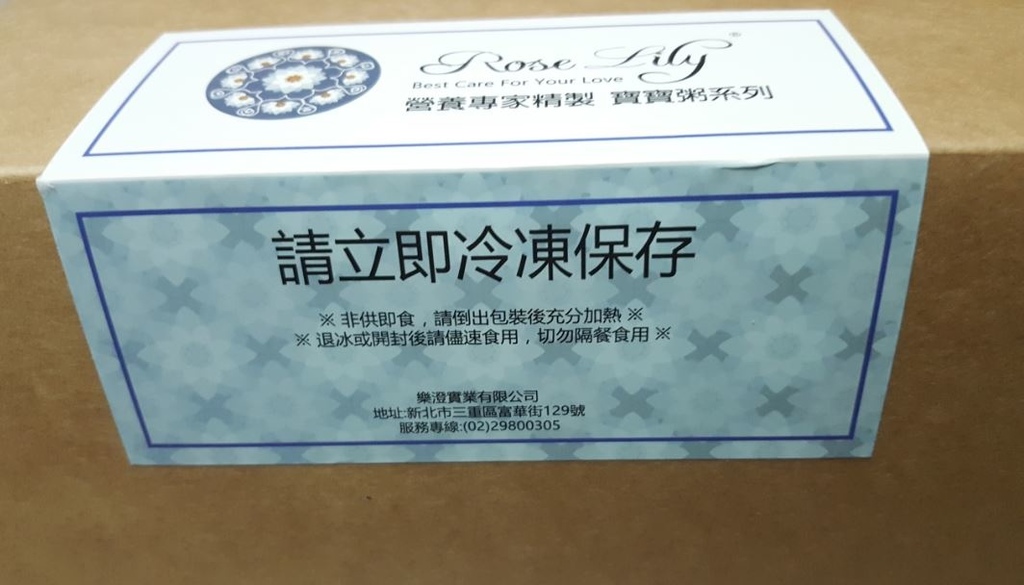 Rose Lily®
Best Care For Your Love
營養專家精製 寶寶粥系列
請立即冷凍保存
※ 非供即食，請倒出包裝後充分加熱 ※
※ 退冰或開封後請儘速食用，切勿隔餐食用 ※
樂澄實業有限公司
地址:新北市三重區富華街129號
服務專線:(02)29800305